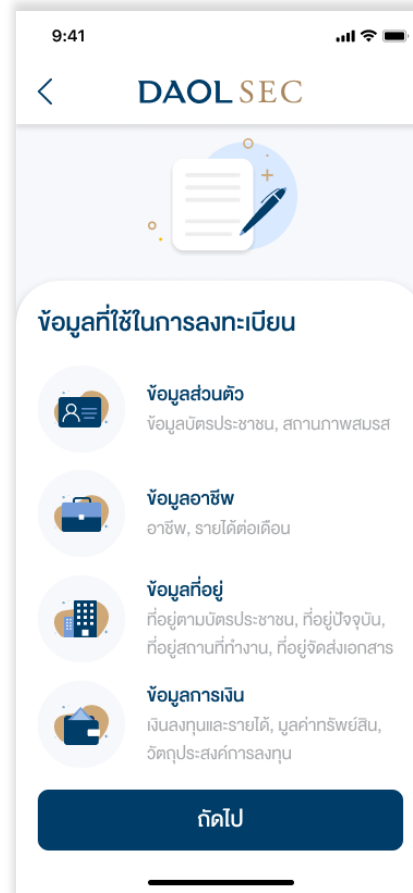 9:41
DAOL SEC
ข้อมูลที่ใช้ในการลงทะเบียน
ข้อมูลส่วนตัว
ข้อมูลบัตรประชาชน, สถานภาพสมรส
ข้อมูลอาชีพ
อาชีพ, รายได้ต่อเดือน
ข้อมูลที่อยู่
ที่อยู่ตามบัตรประชาชน, ที่อยู่ปัจจุบัน,
ที่อยู่สถานที่ทำงาน, ที่อยู่จัดส่งเอกสาร
ข้อมูลการเงิน
เงินลงทุนและรายได้, มูลค่าทรัพย์สิน,
วัตถุประสงค์การลงทุน
ถัดไป